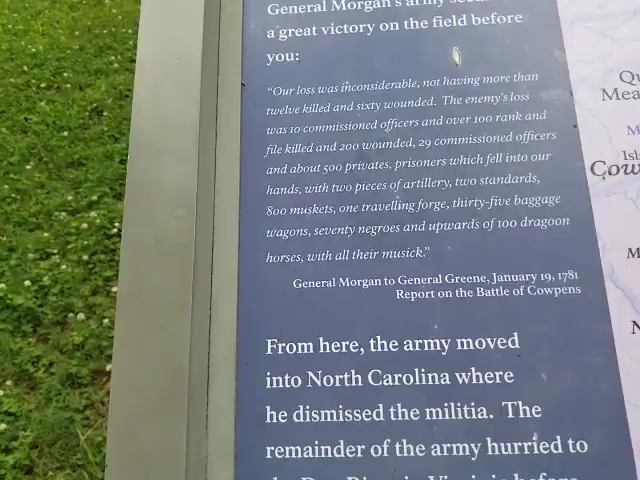 General Morgan's army
a great victory on the field before
you:
"Our loss was inconsiderable, not having more than
twelve killed and sixty wounded. The enemy's loss
was 10 commissioned officers and over 100 rank and
file killed and 200 wounded, 29 commissioned officers
and about 500 privates, prisoners which fell into our
hands, with two pieces of artillery, two standards,
800 muskets, one travelling forge, thirty-five baggage
wagons, seventy negroes and upwards of 100 dragoon
horses, with all their musick."
General Morgan to General Greene, January 19, 1781
Report on the Battle of Cowpens
From here, the army moved
into North Carolina where
he dismissed the militia. The
remainder of the army hurried to